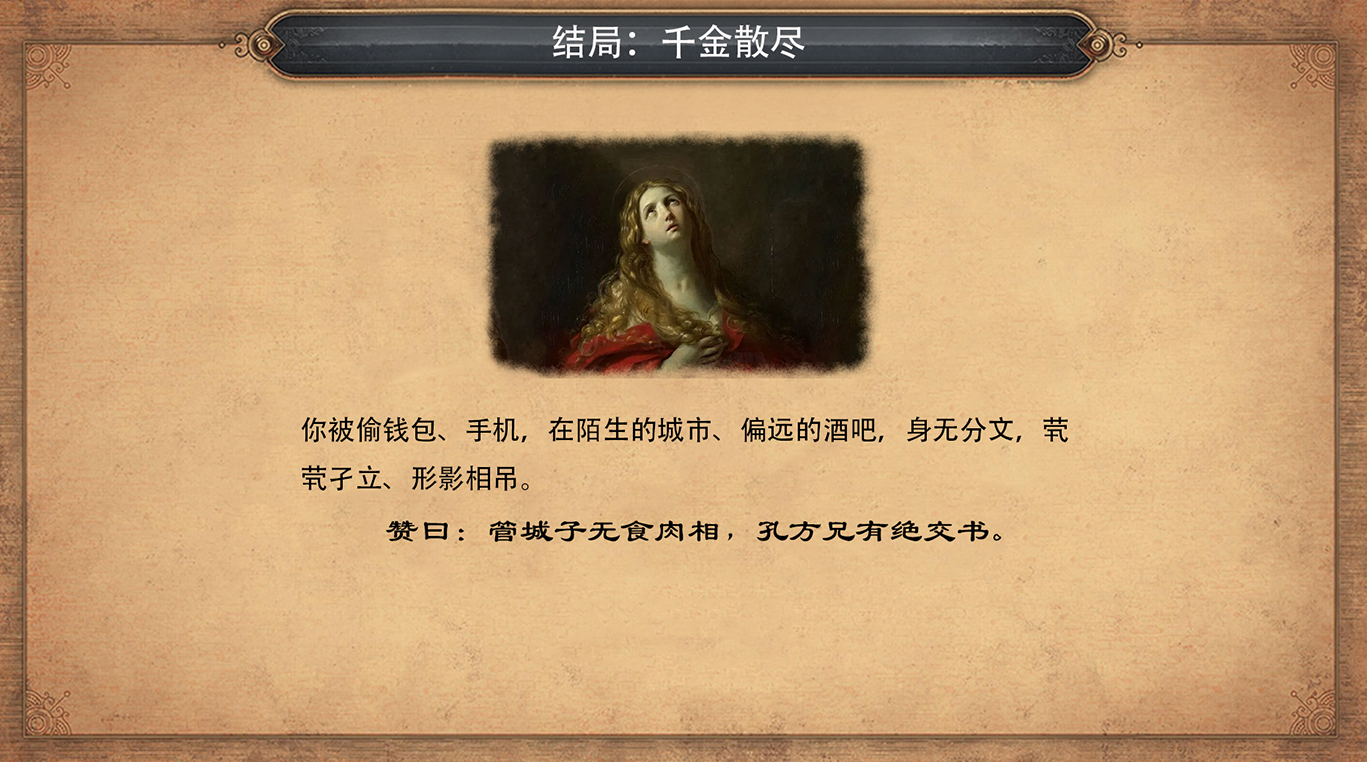 结局：千金散尽
你被偷钱包、手机，在陌生的城市、偏远的酒吧，身无分文，茕
茕孑立、形影相吊。
赞曰：管城子无食肉相，孔方兄有绝交书。